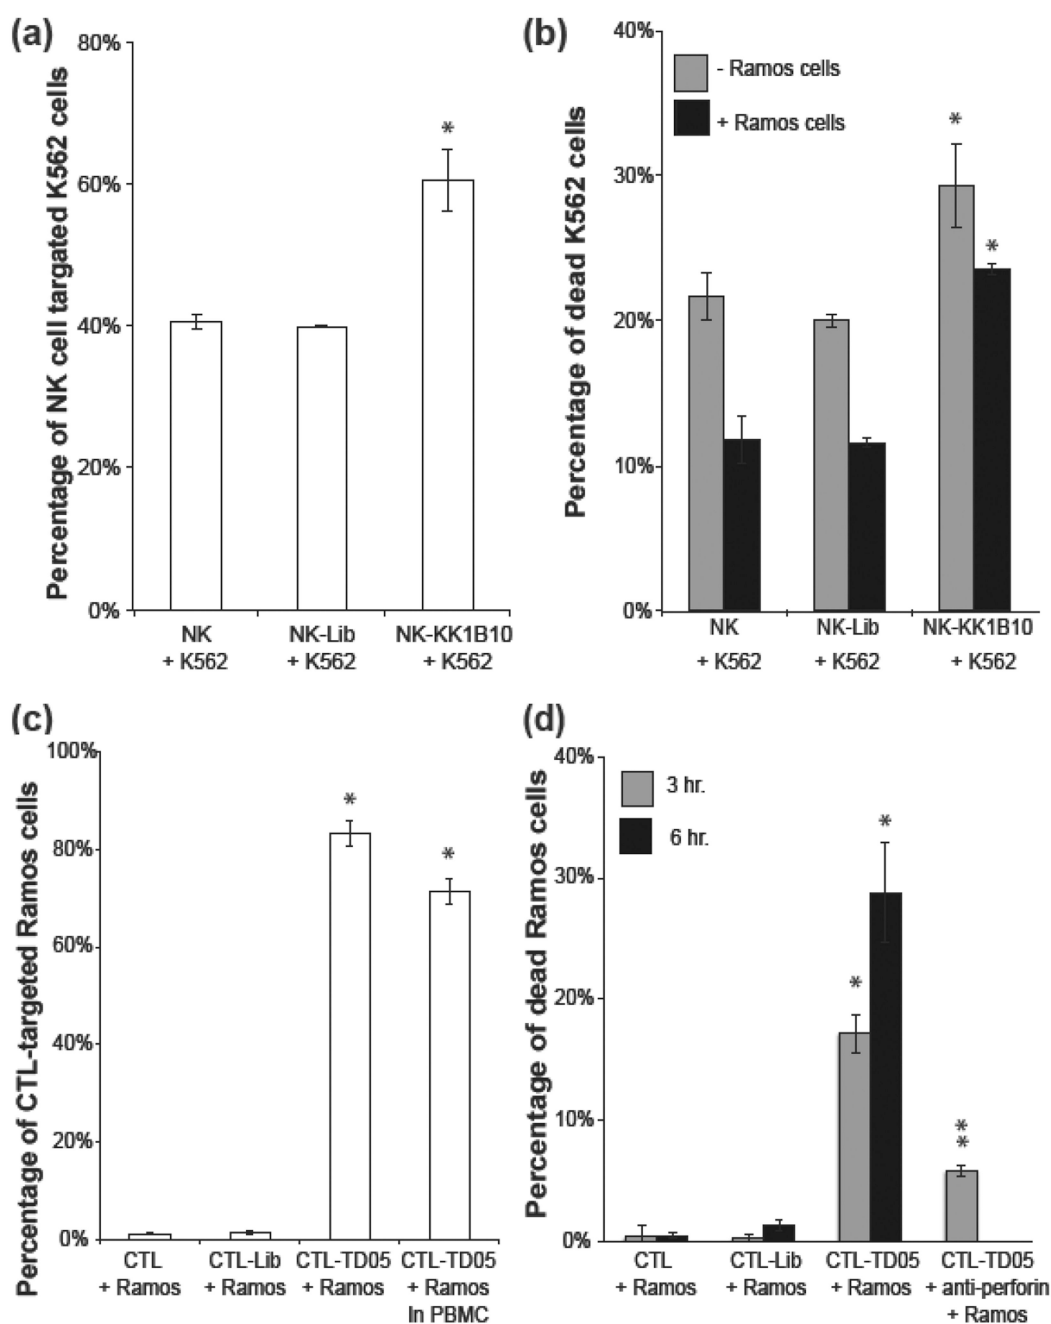 (a)
Percentage of NK cell targated K562 cells
80%
60%
40%
20%
0%
*
NK
+ K562
NK-Lib
+ K562
NK-KK1B10
+ K562
(b)
Percentage of dead K562 cells
40%
30%
20%
10%
0%
- Ramos cells
+ Ramos cells
*
*
NK
+ K562
NK-Lib
+ K562
NK-KK1B10
+ K562
(c)
Percentage of CTL-targeted Ramos cells
100%
80%
60%
40%
20%
0%
*
*
CTL
+ Ramos
CTL-Lib
+ Ramos
CTL-TD05
+ Ramos
CTL-TD05
+ Ramos
In PBMC
(d)
Percentage of dead Ramos cells
40%
30%
20%
10%
0%
3 hr.
6 hr.
*
*
*
*
CTL
+ Ramos
CTL-Lib
+ Ramos
CTL-TD05
+ Ramos
CTL-TD05
+ anti-perforin
+ Ramos